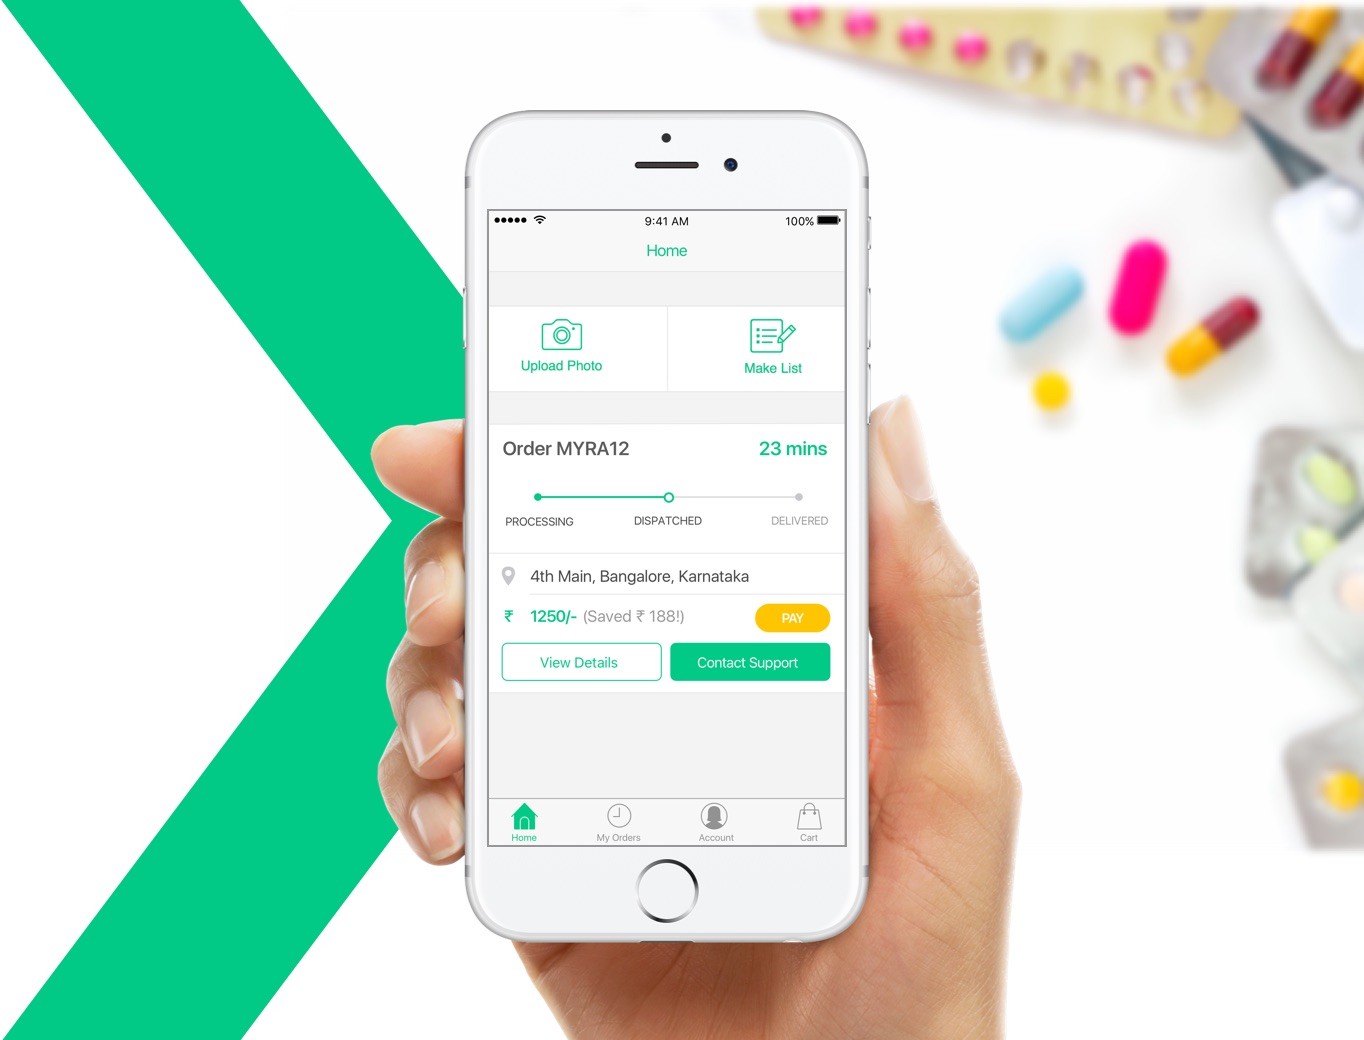 9:41 AM
100%
Home
Upload Photo
Make List
Order MYRA12
23 mins
PROCESSING
DISPATCHED
DELIVERED
4th Main, Bangalore, Karnataka
₹ 1250/- (Saved ₹ 188!)
PAY
View Details
Contact Support
Home
My Orders
Account
Cart